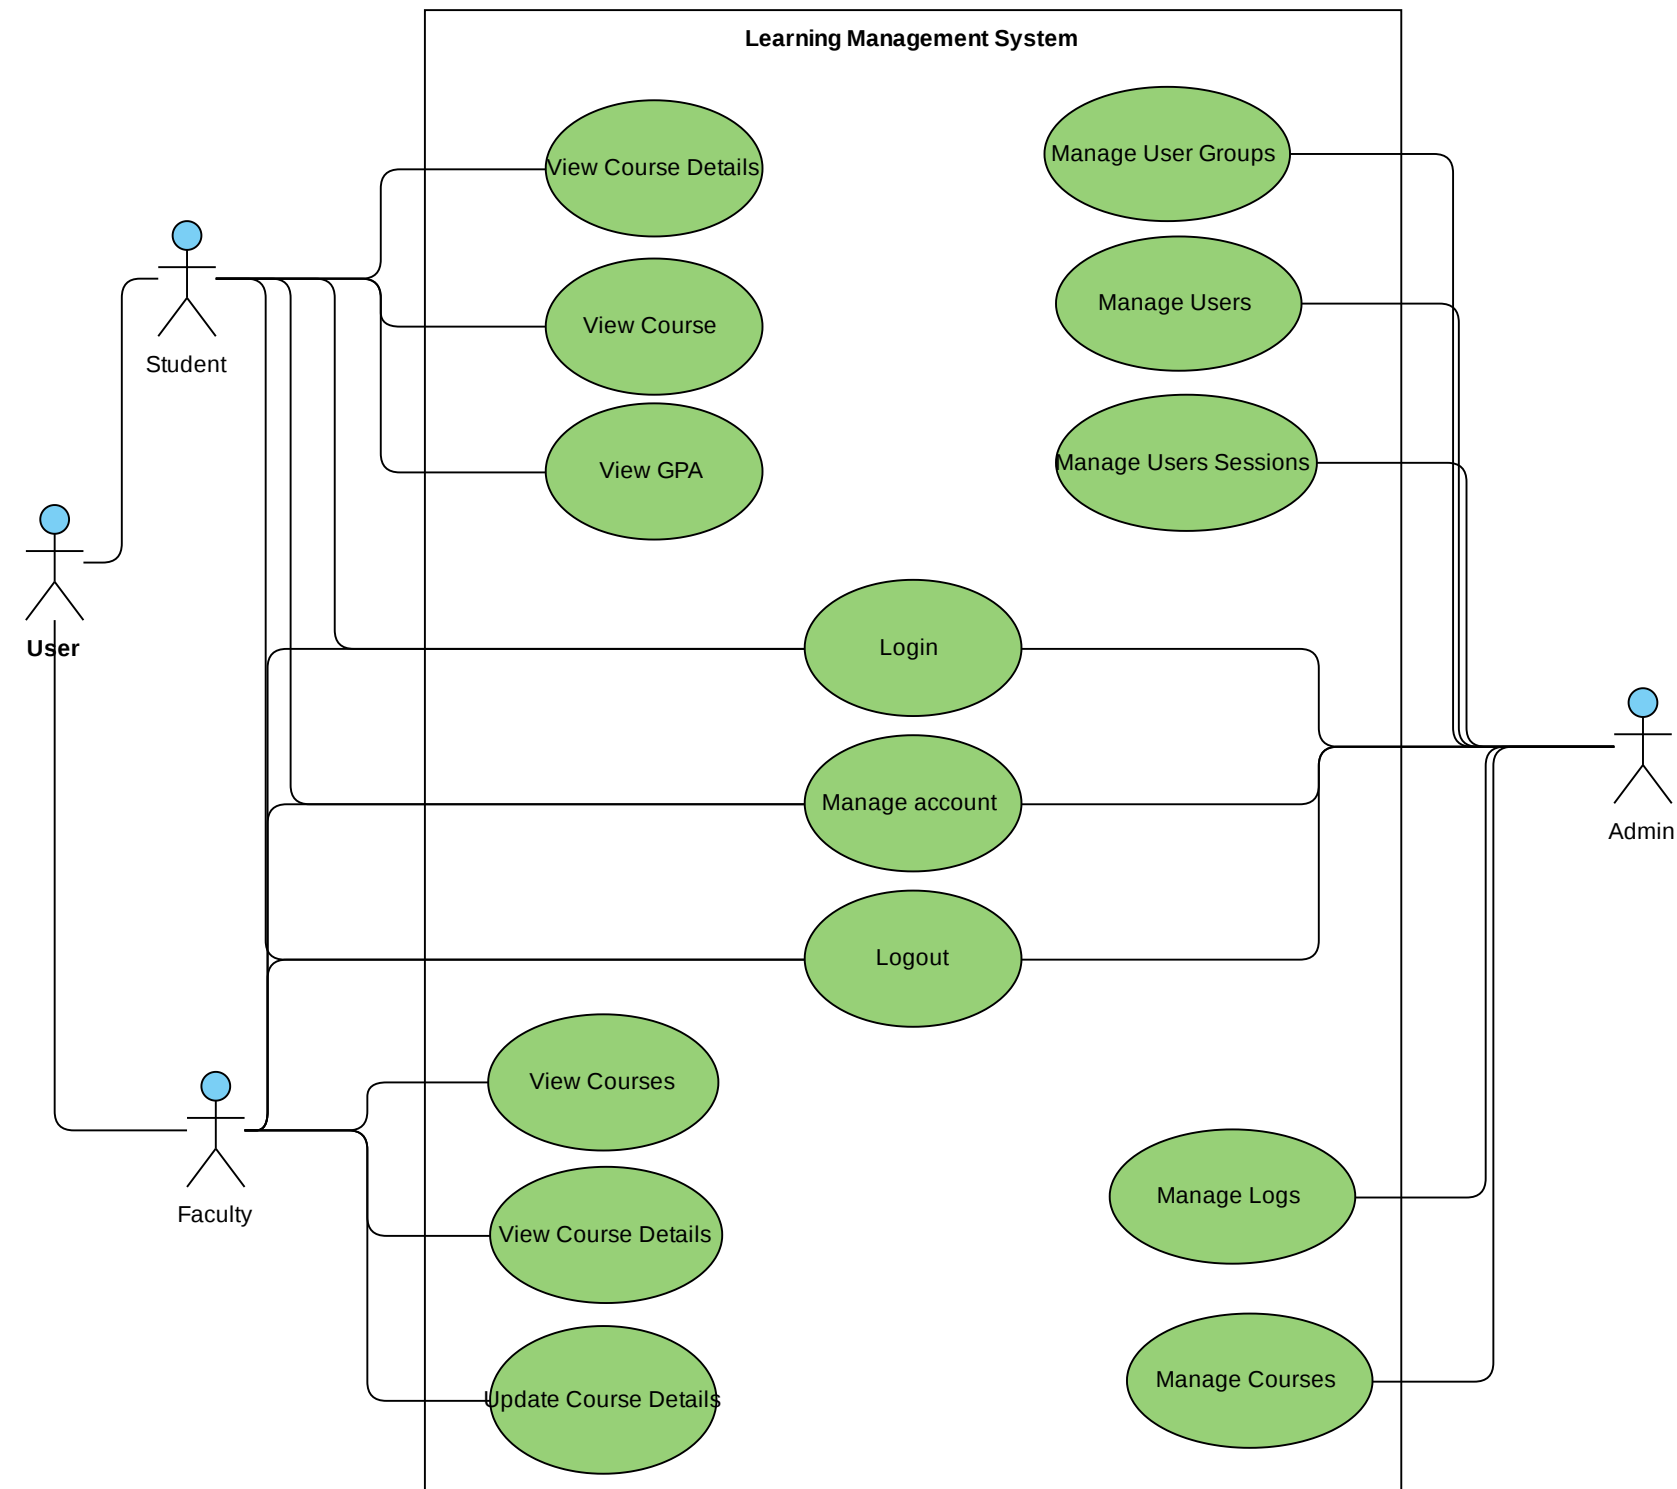 Learning Management System
View Course Details
Manage User Groups
Manage Users
View Course
Student
Manage Users Sessions
View GPA
Login
User
Manage account
Admin
Logout
View Courses
Manage Logs
Faculty
View Course Details
Manage Courses
Update Course Details